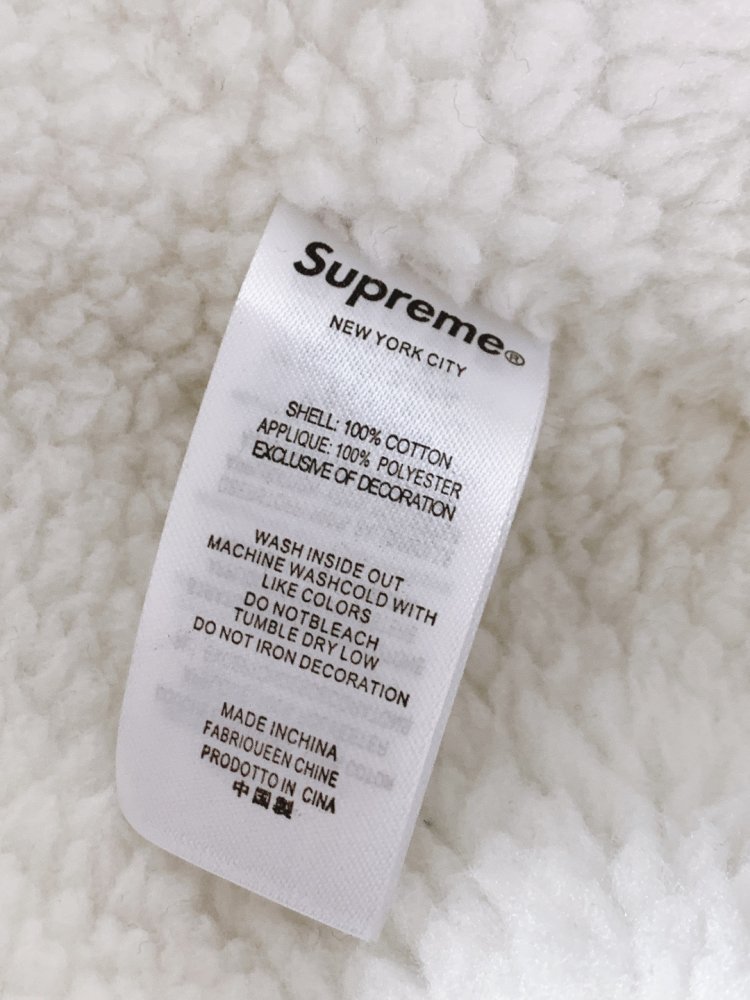 Supreme®
NEW YORK CITY
SHELL: 100% COTTON
APPLIQUE: 100% POLYESTER
EXCLUSIVE OF DECORATION
WASH INSIDE OUT
MACHINE WASHCOLD WITH
LIKE COLORS
DO NOTBLEACH
TUMBLE DRY LOW
DO NOT IRON DECORATION
MADE INCHINA
FABRIQUEEN CHINE
PRODOTTO IN CINA
中国製